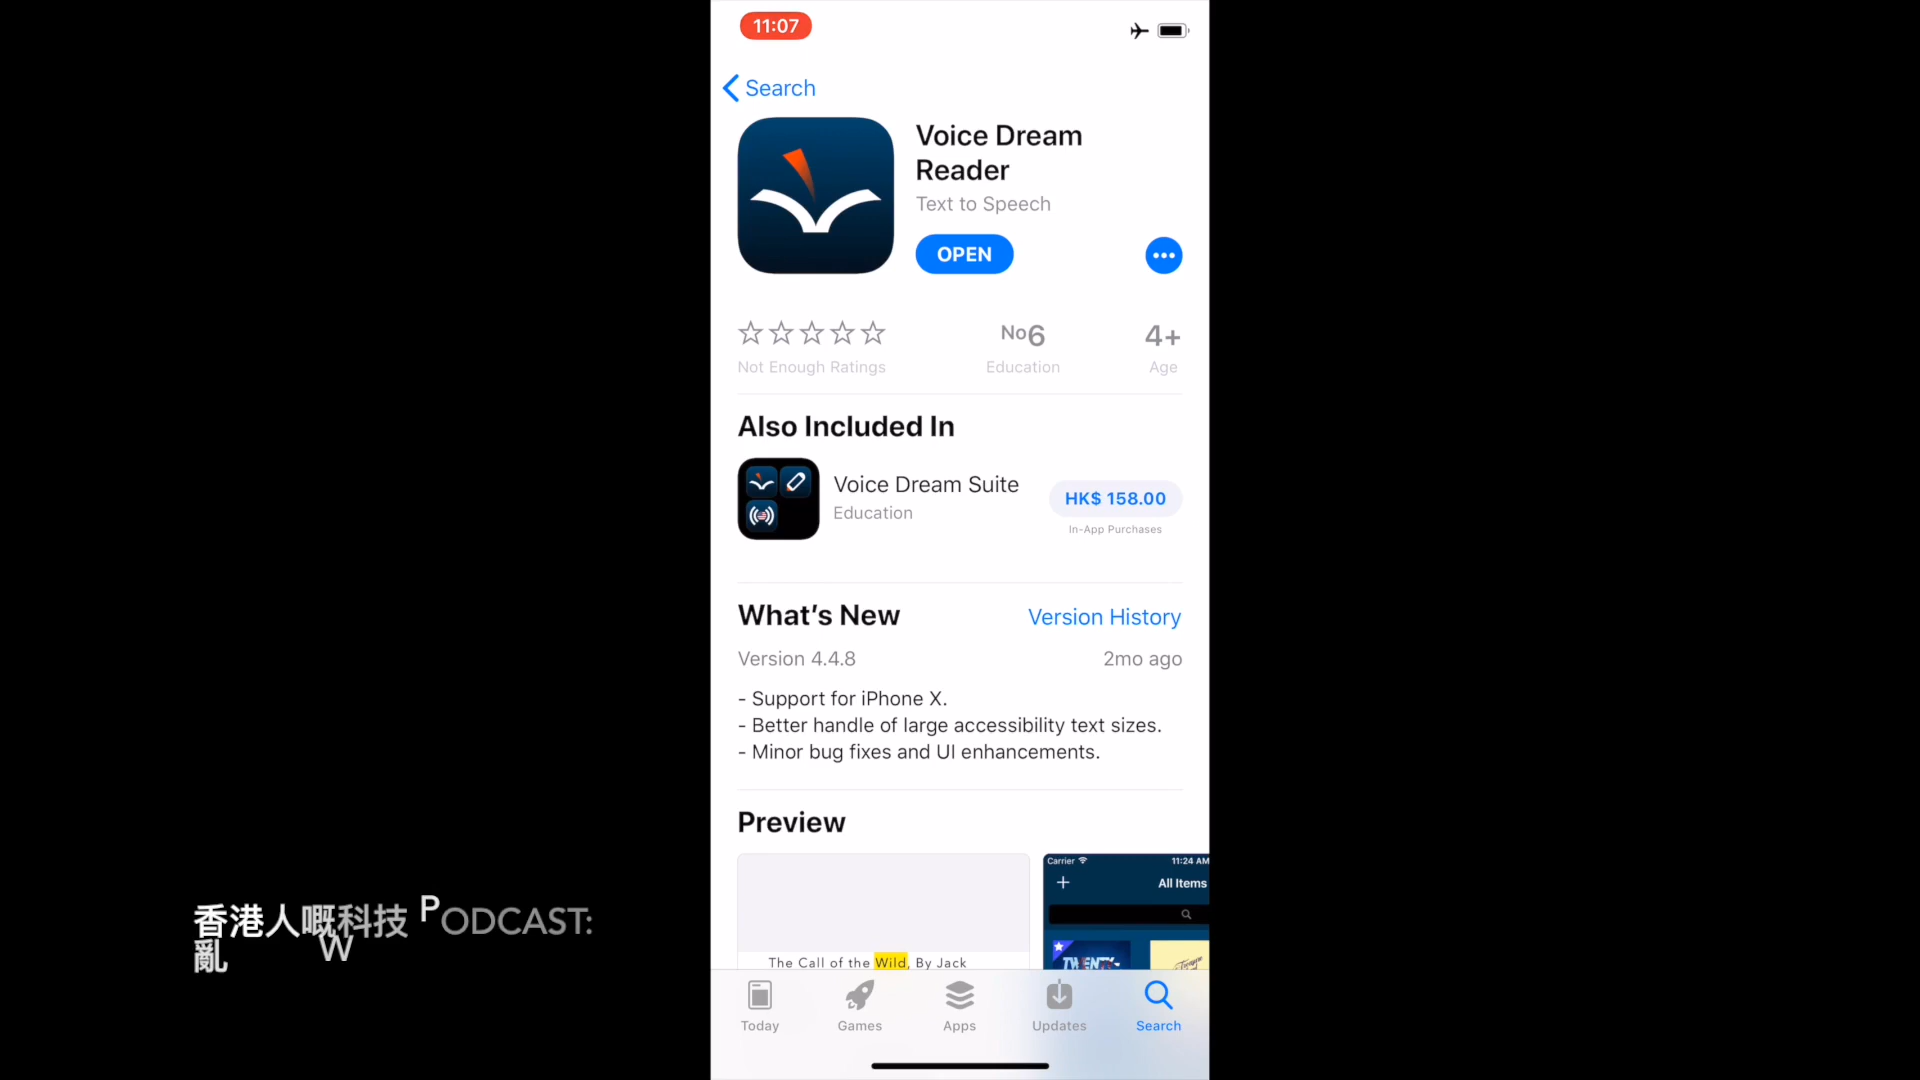 11:07
Search
Voice Dream
Reader
Text to Speech
OPEN
Not Enough Ratings
No6
Education
4+
Age
Also Included In
Voice Dream Suite
Education
HK$ 158.00
In-App Purchases
What’s New
Version History
Version 4.4.8
2mo ago
- Support for iPhone X.
- Better handle of large accessibility text sizes.
- Minor bug fixes and UI enhancements.
Preview
The Call of the Wild, By Jack
Carrier
11:24 AM
All Items
TWENTY-
香港人嘅科技 PODCAST:
亂 W
Today
Games
Apps
Updates
Search